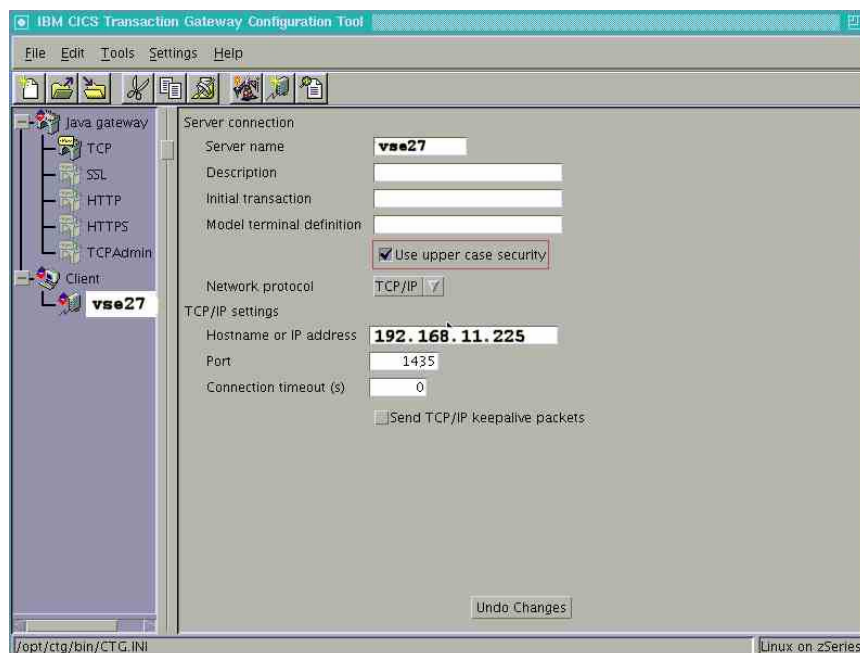 IBM CICS Transaction Gateway Configuration Tool
File Edit Tools Settings Help
Java gateway
TCP
SSL
HTTP
HTTPS
TCPAdmin
Client
vse27
Server connection
Server name vse27
Description
Initial transaction
Model terminal definition
Use upper case security
Network protocol TCP/IP
TCP/IP settings
Hostname or IP address 192.168.11.225
Port 1435
Connection timeout (s) 0
Send TCP/IP keepalive packets
Undo Changes
/opt/ctg/bin/CTG.INI Linux on zSeries